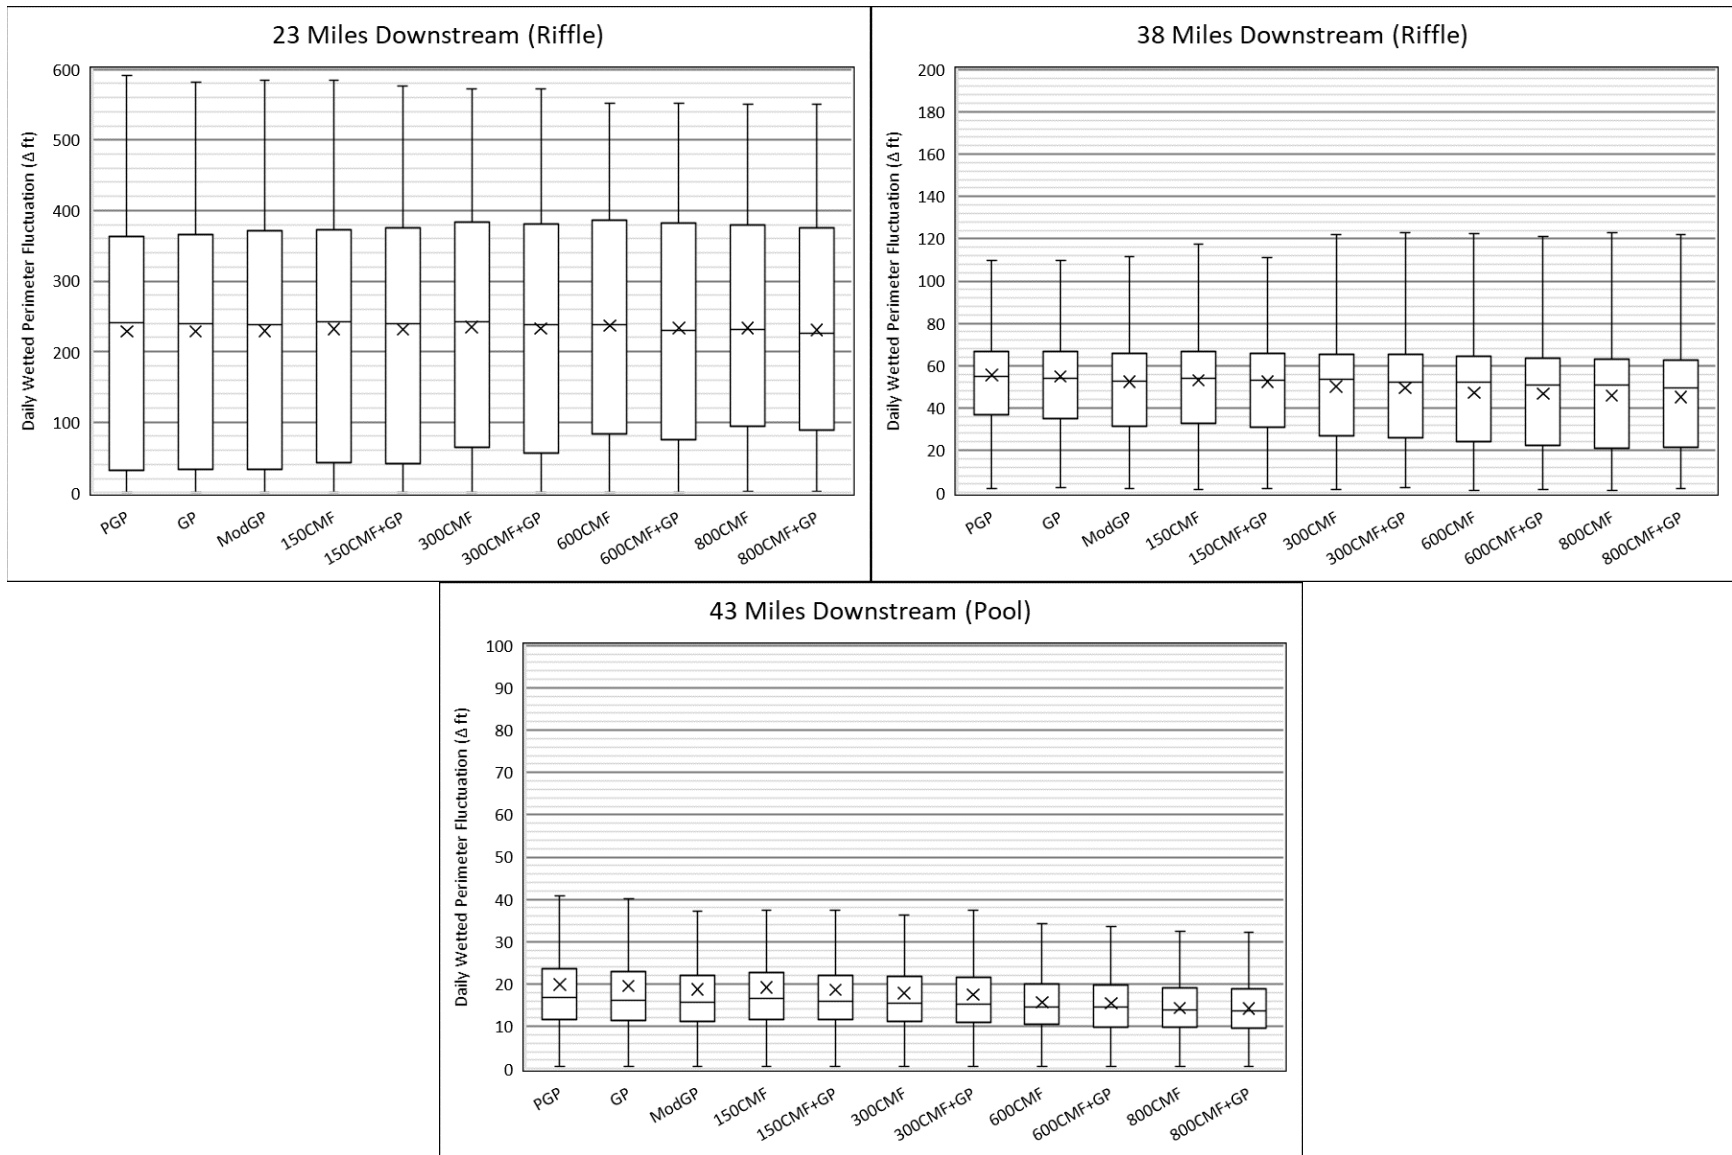 23 Miles Downstream (Riffle)
Daily Wetted Perimeter Fluctuation (Δ ft)
600
500
400
300
200
100
0
PGP
GP
ModGP
150CMF
150CMF+GP
300CMF
300CMF+GP
600CMF
600CMF+GP
800CMF
800CMF+GP
38 Miles Downstream (Riffle)
Daily Wetted Perimeter Fluctuation (Δ ft)
200
180
160
140
120
100
80
60
40
20
0
PGP
GP
ModGP
150CMF
150CMF+GP
300CMF
300CMF+GP
600CMF
600CMF+GP
800CMF
800CMF+GP
43 Miles Downstream (Pool)
Daily Wetted Perimeter Fluctuation (Δ ft)
100
90
80
70
60
50
40
30
20
10
0
PGP
GP
ModGP
150CMF
150CMF+GP
300CMF
300CMF+GP
600CMF
600CMF+GP
800CMF
800CMF+GP